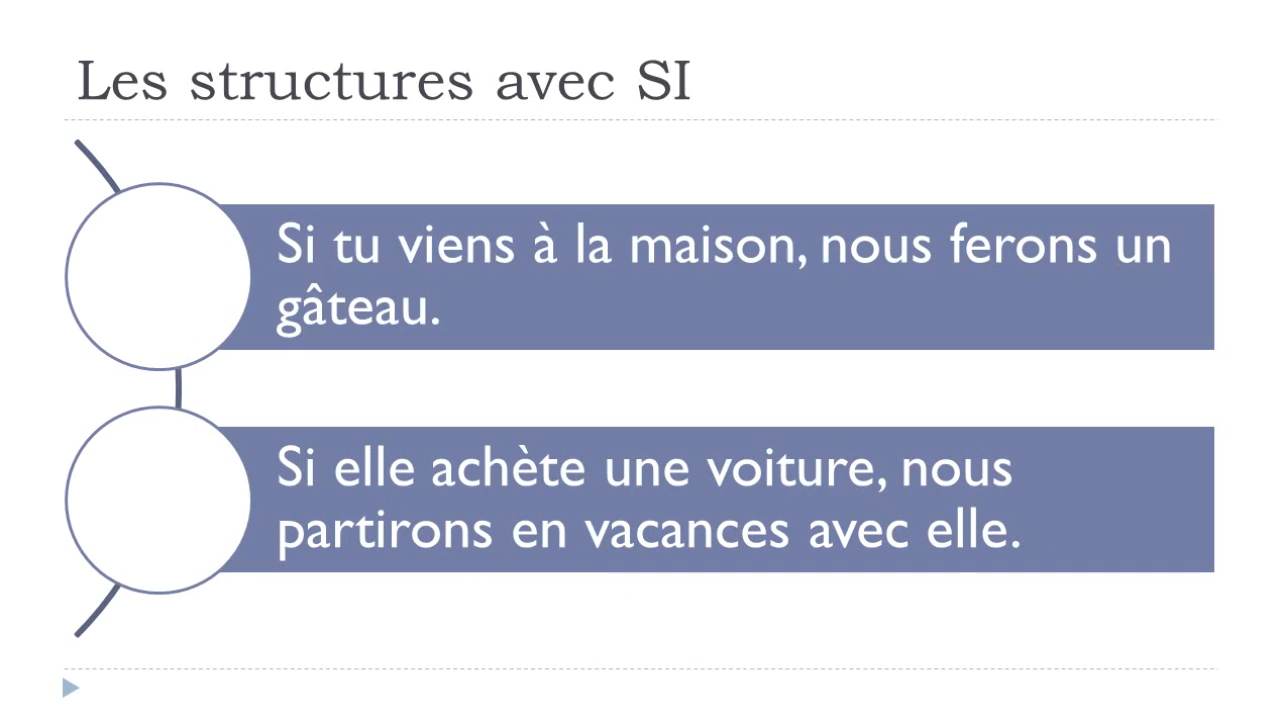 Les structures avec SI
Si tu viens à la maison, nous ferons un
gâteau.
Si elle achète une voiture, nous
partirons en vacances avec elle.